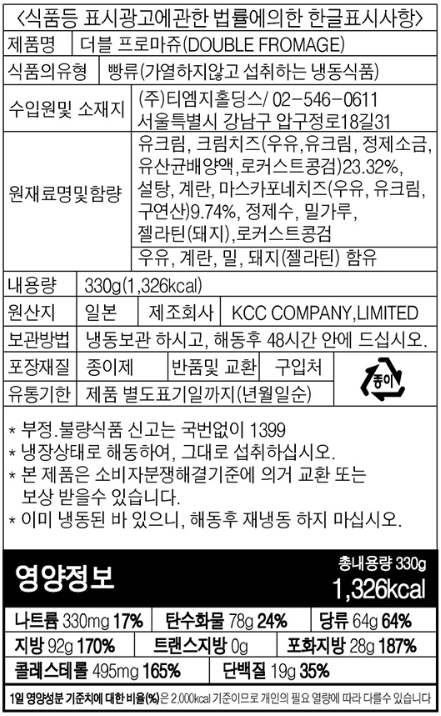 <식품등 표시광고에관한 법률에의한 한글표시사항>
제품명 더블 프로마쥬(DOUBLE FROMAGE)
식품의유형 빵류(가열하지않고 섭취하는 냉동식품)
수입원및 소재지 (주)티엠지홀딩스/ 02-546-0611
서울특별시 강남구 압구정로18길31
원재료명및함량 유크림, 크림치즈(우유,유크림, 정제소금,
유산균배양액,로커스트콩검)23.32%,
설탕, 계란, 마스카포네치즈(우유, 유크림,
구연산)9.74%, 정제수, 밀가루,
젤라틴(돼지),로커스트콩검
우유, 계란, 밀, 돼지(젤라틴) 함유
내용량 330g(1,326kcal)
원산지 일본 제조회사 KCC COMPANY,LIMITED
보관방법 냉동보관 하시고, 해동후 48시간 안에 드십시오.
포장재질 종이제 반품및 교환 구입처
종이
유통기한 제품 별도표기일까지(년월일순)
* 부정.불량식품 신고는 국번없이 1399
* 냉장상태로 해동하여, 그대로 섭취하십시오.
* 본 제품은 소비자분쟁해결기준에 의거 교환 또는
보상 받을수 있습니다.
* 이미 냉동된 바 있으니, 해동후 재냉동 하지 마십시오.
영양정보 총내용량 330g
1,326kcal
나트륨 330mg 17% 탄수화물 78g 24% 당류 64g 64%
지방 92g 170% 트랜스지방 0g 포화지방 28g 187%
콜레스테롤 495mg 165% 단백질 19g 35%
1일 영양성분 기준치에 대한 비율(%)은 2,000kcal 기준이므로 개인의 필요 열량에 따라 다를수 있습니다